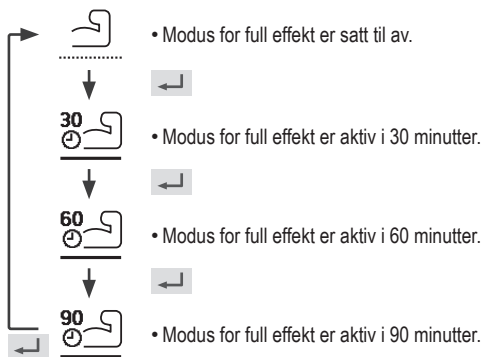 • Modus for full effekt er satt til av.
30
• Modus for full effekt er aktiv i 30 minutter.
60
• Modus for full effekt er aktiv i 60 minutter.
90
• Modus for full effekt er aktiv i 90 minutter.